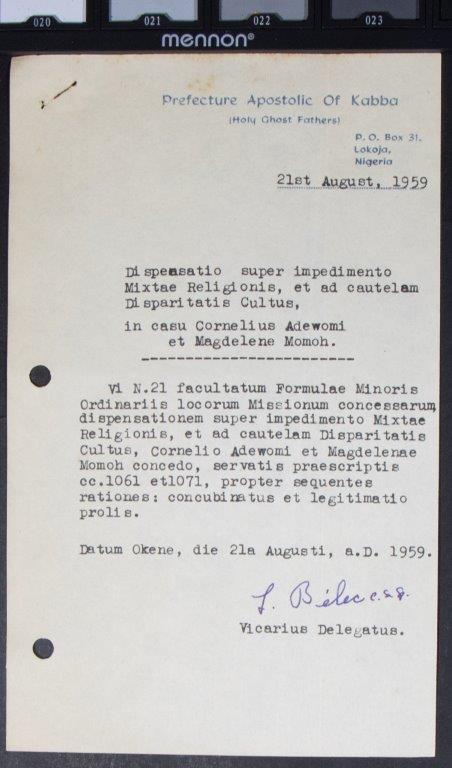 020 021 022 023
mennon®
Prefecture Apostolic Of Kabba
(Holy Ghost Fathers)
P. O. Box 31.
Lokoja,
Nigeria
21st August, 1959
Dispensatio super impedimento
Mixtae Religionis, et ad cautelam
Disparitatis Cultus,
in casu Cornelius Adewomi
et Magdelene Momoh.
Vi N.21 facultatum Formulae Minoris
Ordinariis locorum Missionum concessarum,
dispensationem super impedimento Mixtae
Religionis, et ad cautelam Disparitatis
Cultus, Cornelio Adewomi et Magdelenae
Momoh concedo, servatis praescriptis
cc.1061 et1071, propter sequentes
rationes: concubinatus et legitimatio
prolis.
Datum Okene, die 21a Augusti, a.D. 1959.
Vicarius Delegatus.